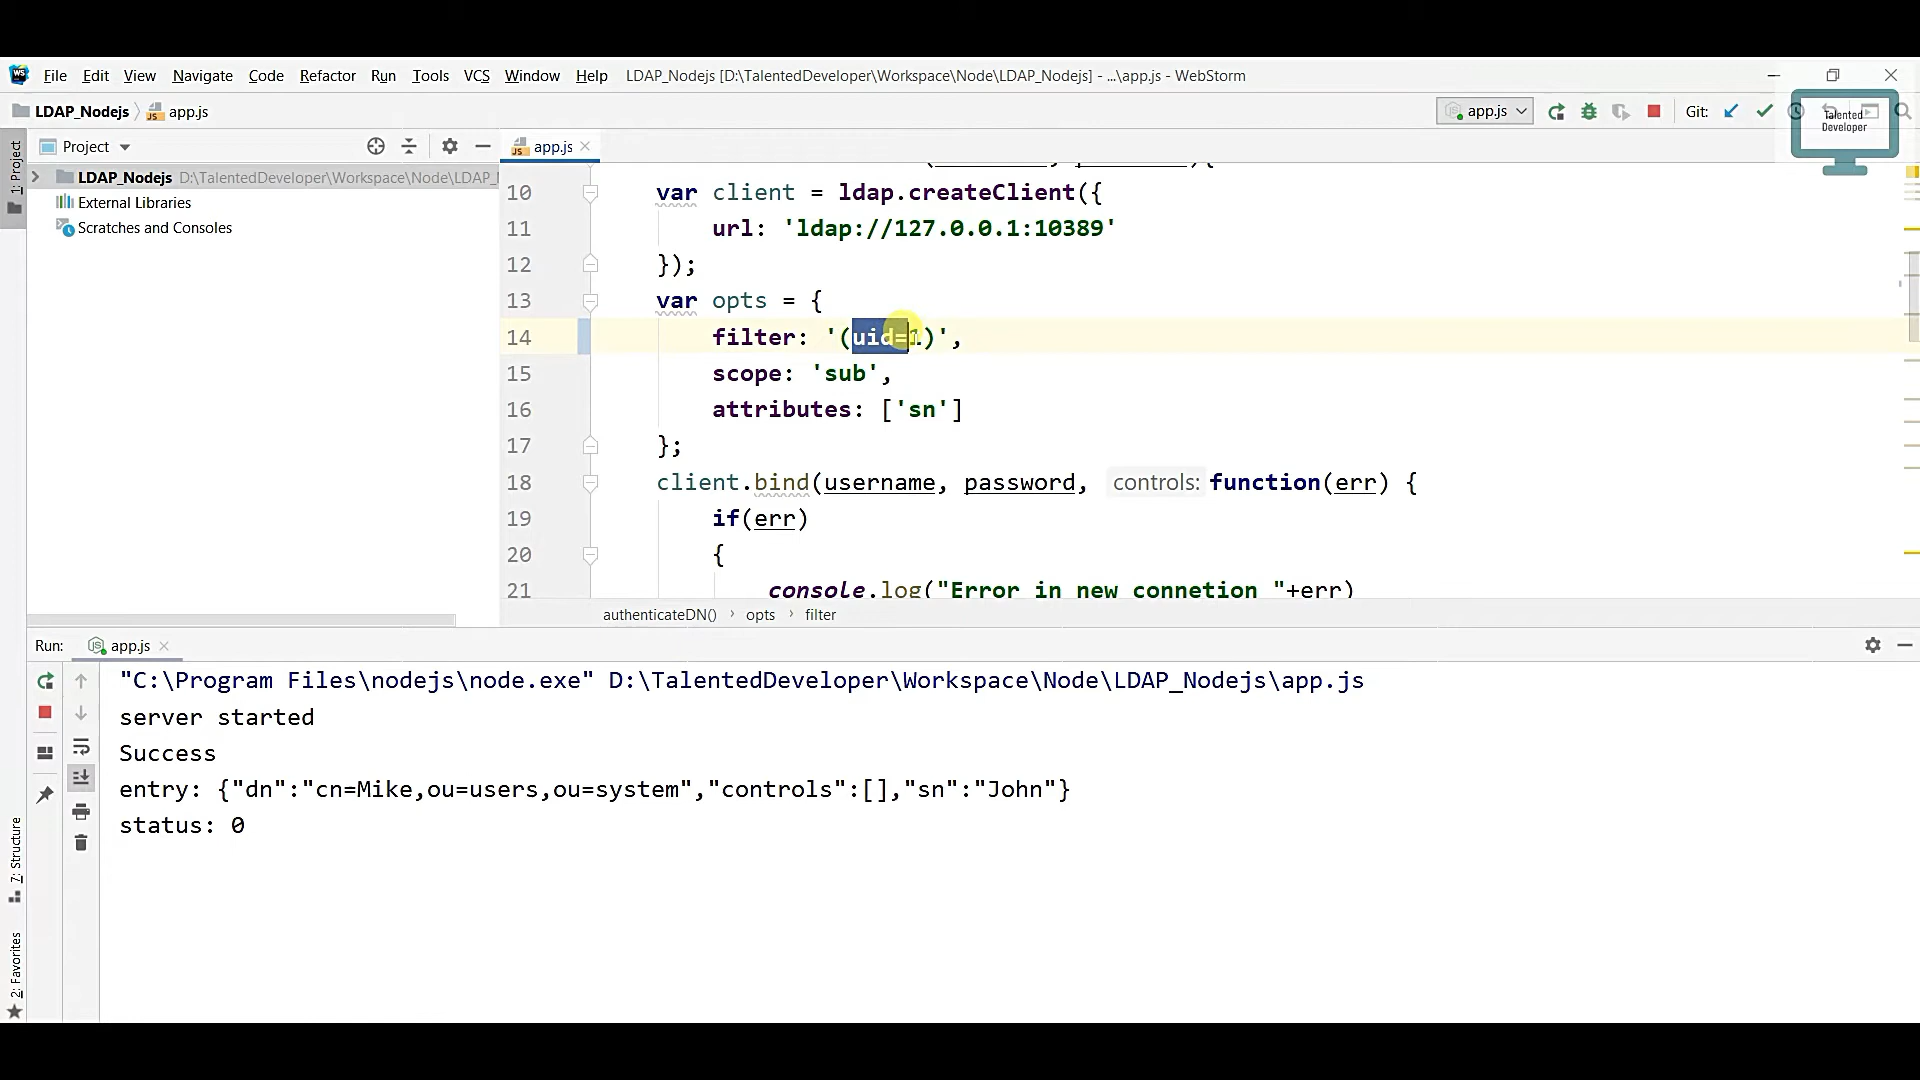 File Edit View Navigate Code Refactor Run Tools VCS Window Help LDAP_Nodejs [D:\TalentedDeveloper\Workspace\Node\LDAP_Nodejs] - ...\app.js - WebStorm
LDAP_Nodejs app.js app.js Git:
Talented
Developer
1: Project
Project
app.js
LDAP_Nodejs D:\TalentedDeveloper\Workspace\Node\LDAP_N
External Libraries
Scratches and Consoles
10 var client = ldap.createClient({
11 url: 'ldap://127.0.0.1:10389'
12 });
13 var opts = {
14 filter: '(uid=1)',
15 scope: 'sub',
16 attributes: ['sn']
17 };
18 client.bind(username, password, controls: function(err) {
19 if(err)
20 {
21 console.log("Error in new connetion "+err)
authenticateDN() › opts › filter
Run: app.js
"C:\Program Files\nodejs\node.exe" D:\TalentedDeveloper\Workspace\Node\LDAP_Nodejs\app.js
server started
Success
entry: {"dn":"cn=Mike,ou=users,ou=system","controls":[],"sn":"John"}
status: 0
7: Structure
2: Favorites